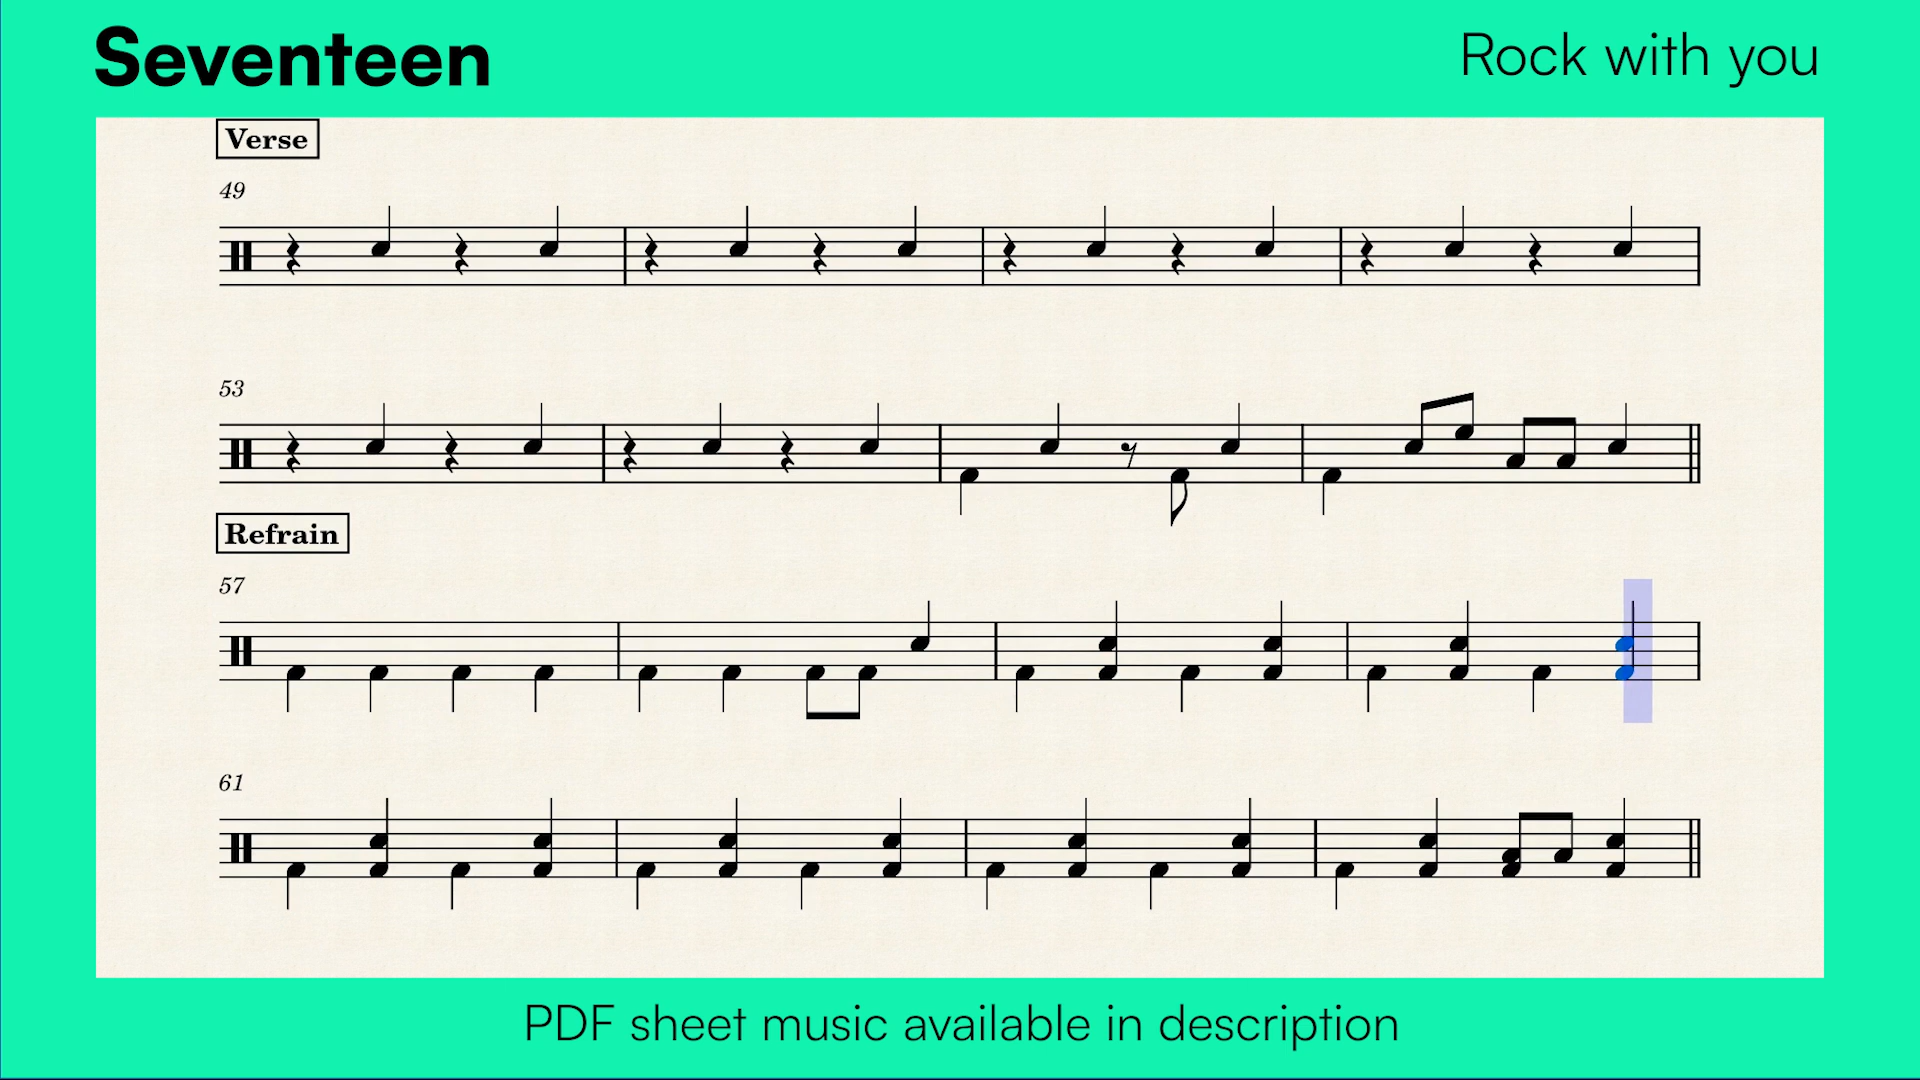 Seventeen
Rock with you
Verse
49
53
Refrain
57
61
PDF sheet music available in description